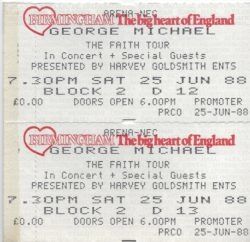 ARENA-NEC
BIRMINGHAM The big heart of England
GEORGE MICHAEL
THE FAITH TOUR
In Concert + Special Guests
PRESENTED BY HARVEY GOLDSMITH ENTS
7.30PM SAT 25 JUN 88
BLOCK 2 D 12
£0.00 DOORS OPEN 6.00PM PROMOTER
PRCO 25-JUN-88
ARENA-NEC
BIRMINGHAM The big heart of England
GEORGE MICHAEL
THE FAITH TOUR
In Concert + Special Guests
PRESENTED BY HARVEY GOLDSMITH ENTS
7.30PM SAT 25 JUN 88
BLOCK 2 D 13
£0.00 DOORS OPEN 6.00PM PROMOTER
PRCO 25-JUN-88